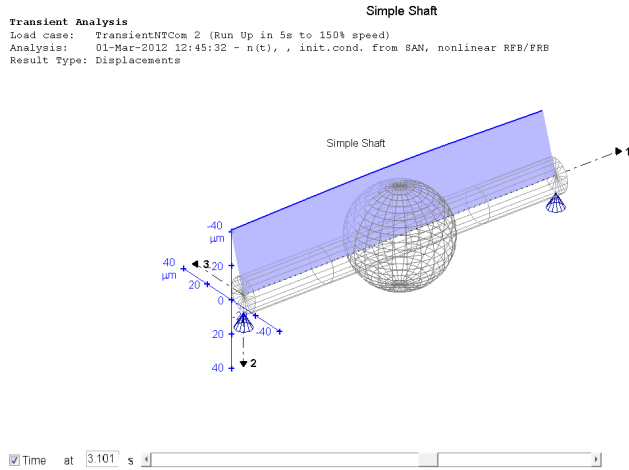 Simple Shaft
Transient Analysis
Load case: TransientNTCom 2 (Run Up in 5s to 150% speed)
Analysis: 01-Mar-2012 12:45:32 - n(t), , init.cond. from SAN, nonlinear RFB/FRB
Result Type: Displacements
Simple Shaft
1
-40
µm
40
µm
3
20
20
0
-40
20
2
40
Time at 3.101 s